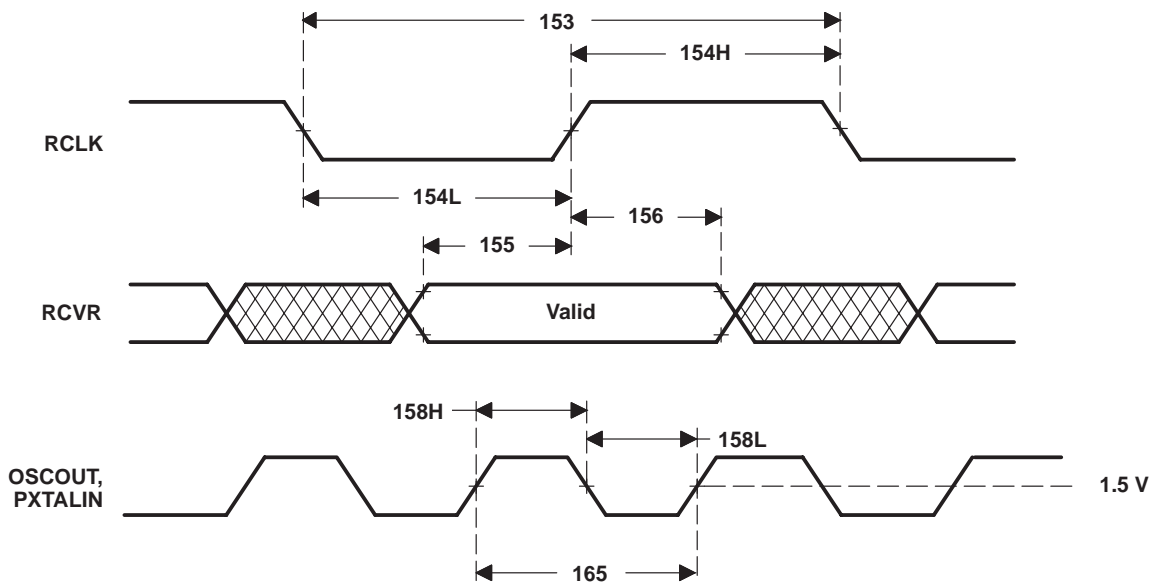 153
154H
RCLK
154L
156
155
RCVR
Valid
158H
158L
OSCOUT,
PXTALIN
1.5 V
165